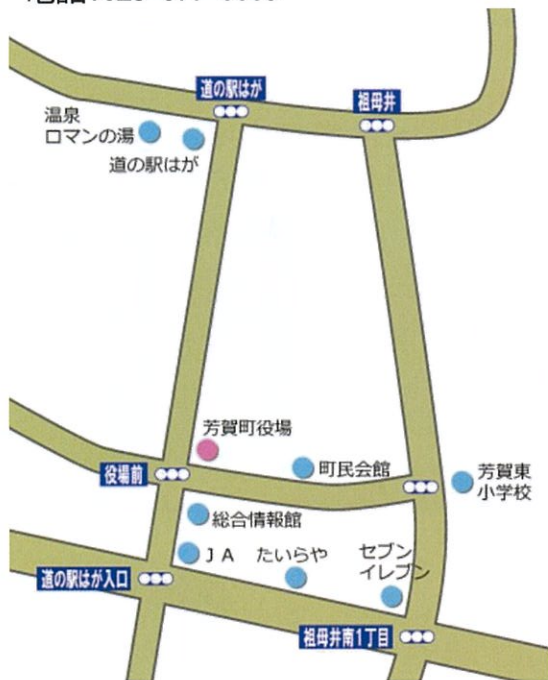 道の駅はが
祖母井
温泉
ロマンの湯
道の駅はが
芳賀町役場
役場前
町民会館
芳賀東
小学校
総合情報館
ＪＡ
たいらや
セブン
イレブン
道の駅はが入口
祖母井南1丁目